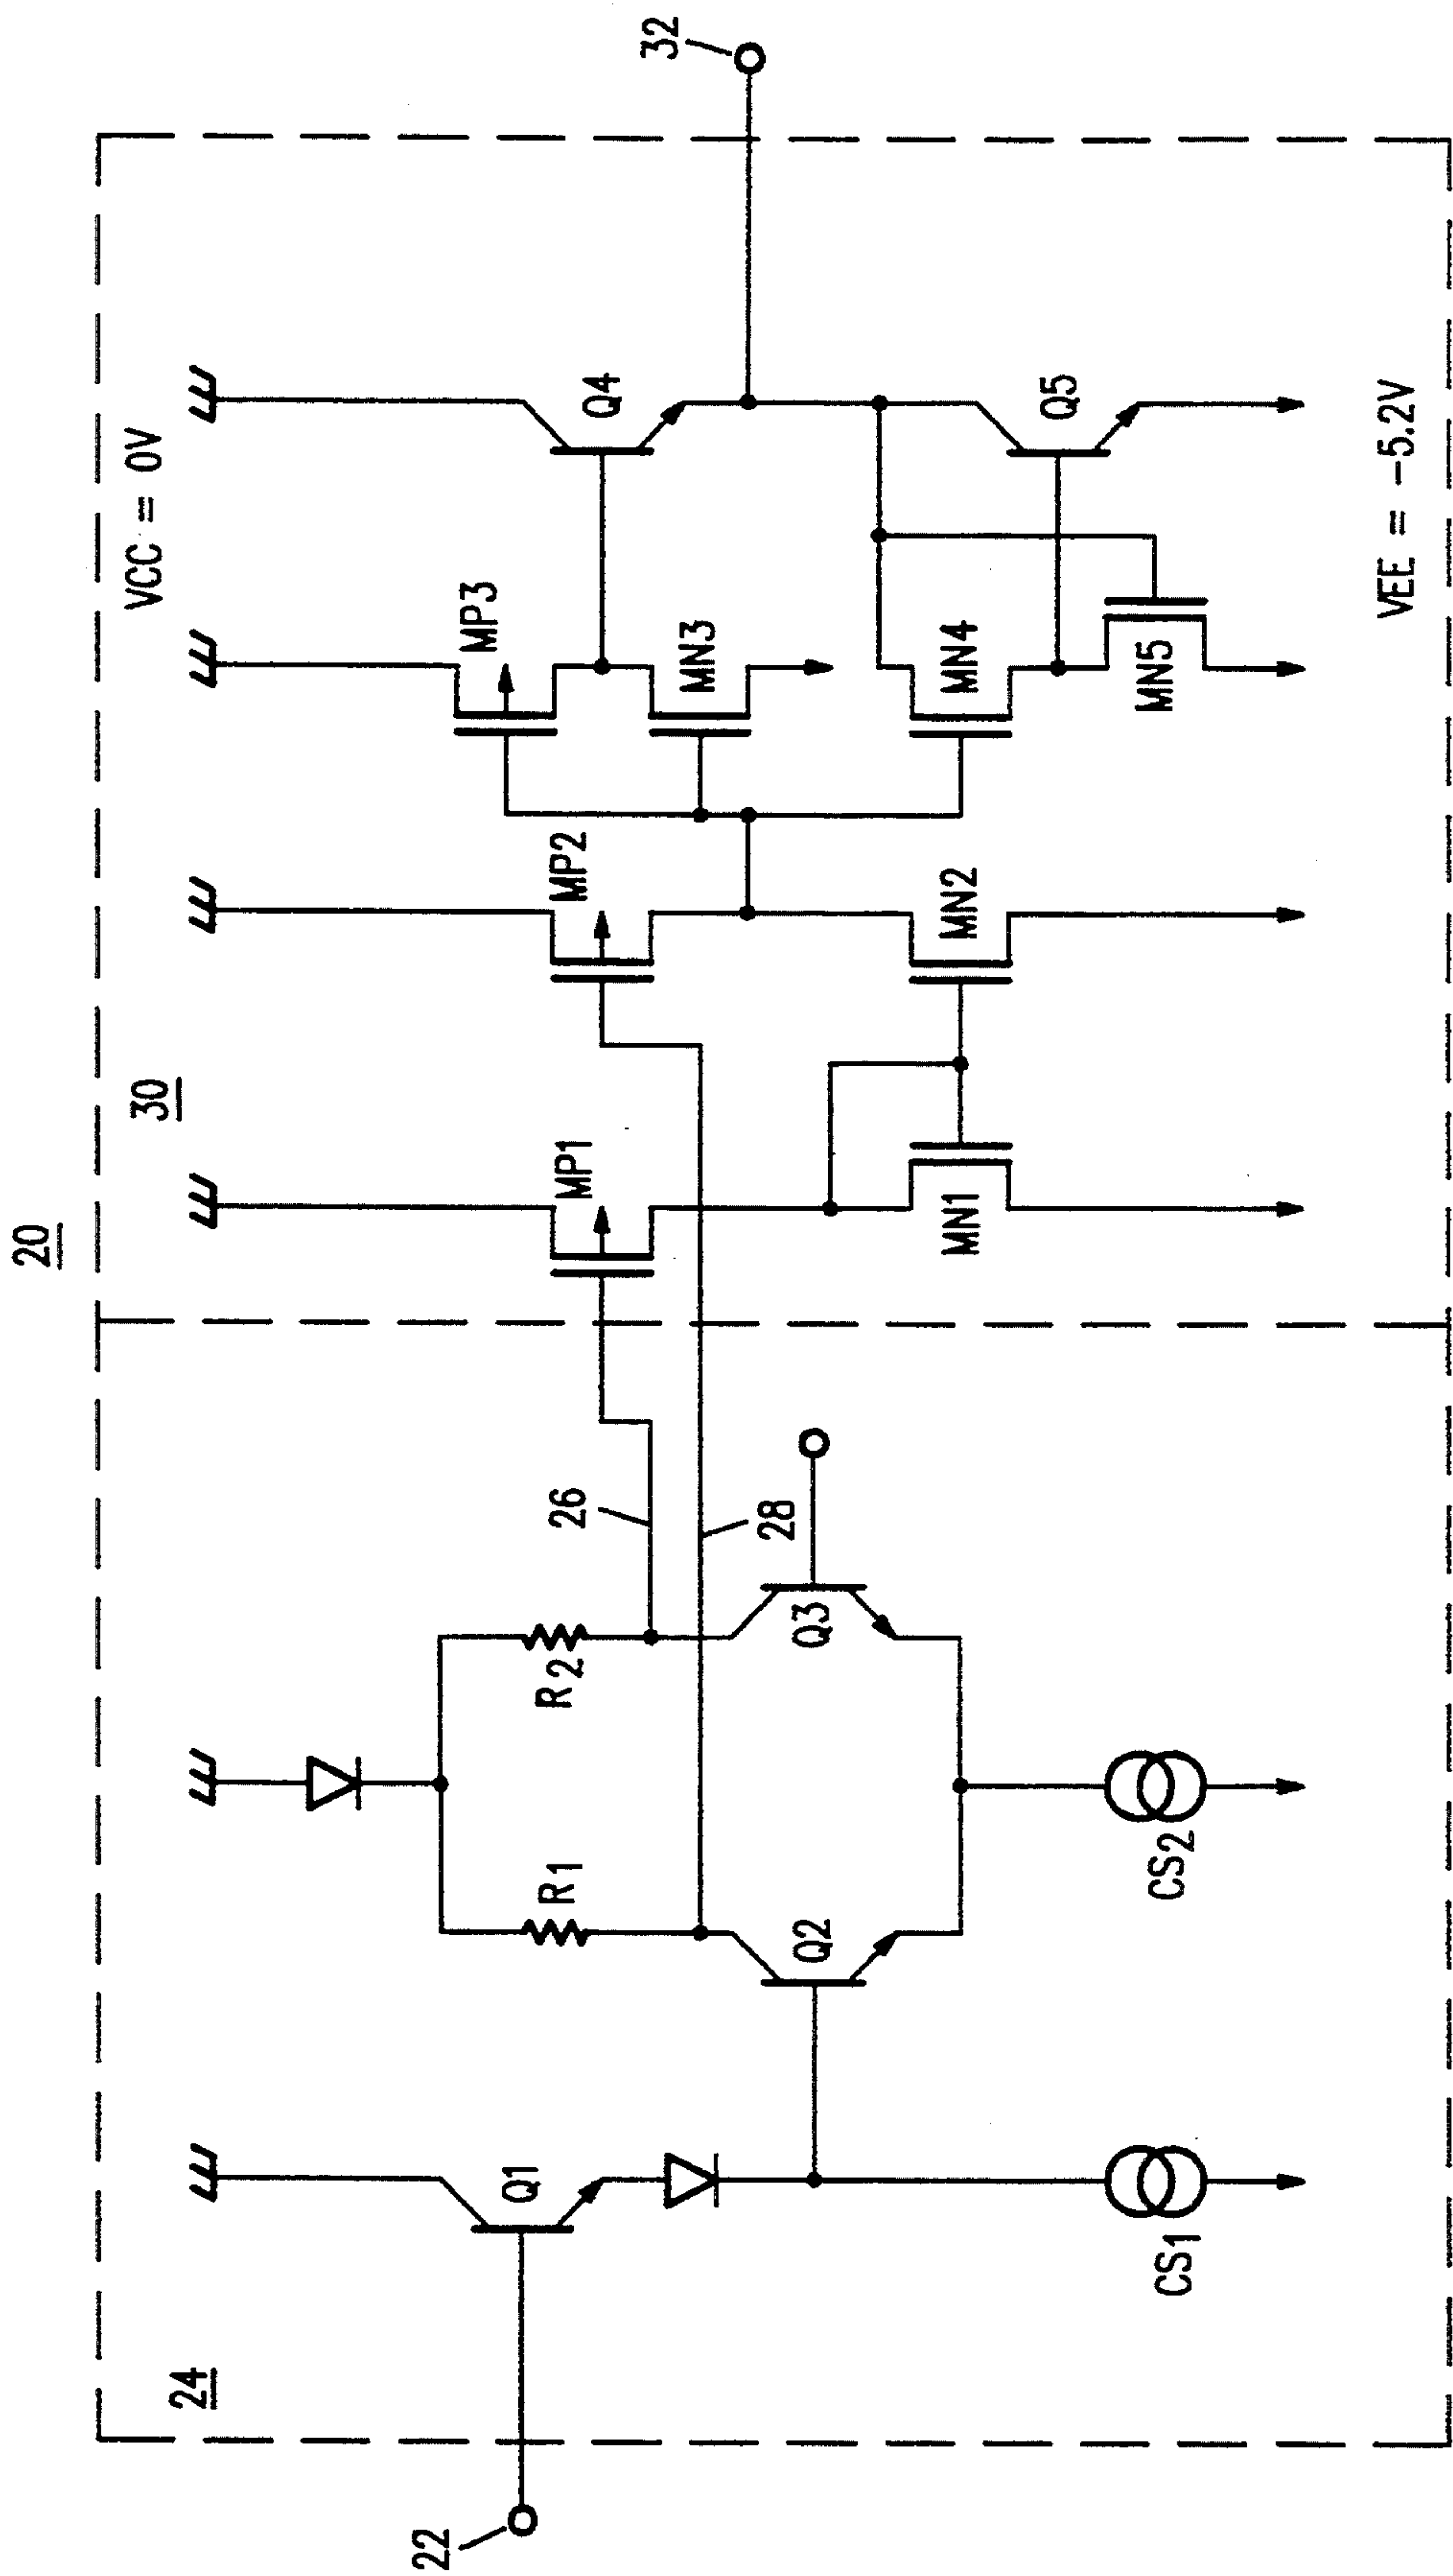 20
24
30
VCC = 0V
22
Q1
CS1
R1
R2
Q2
Q3
CS2
26
28
MP1
MN1
MP2
MN2
MP3
MN3
MN4
MN5
Q4
Q5
32
VEE = -5.2V